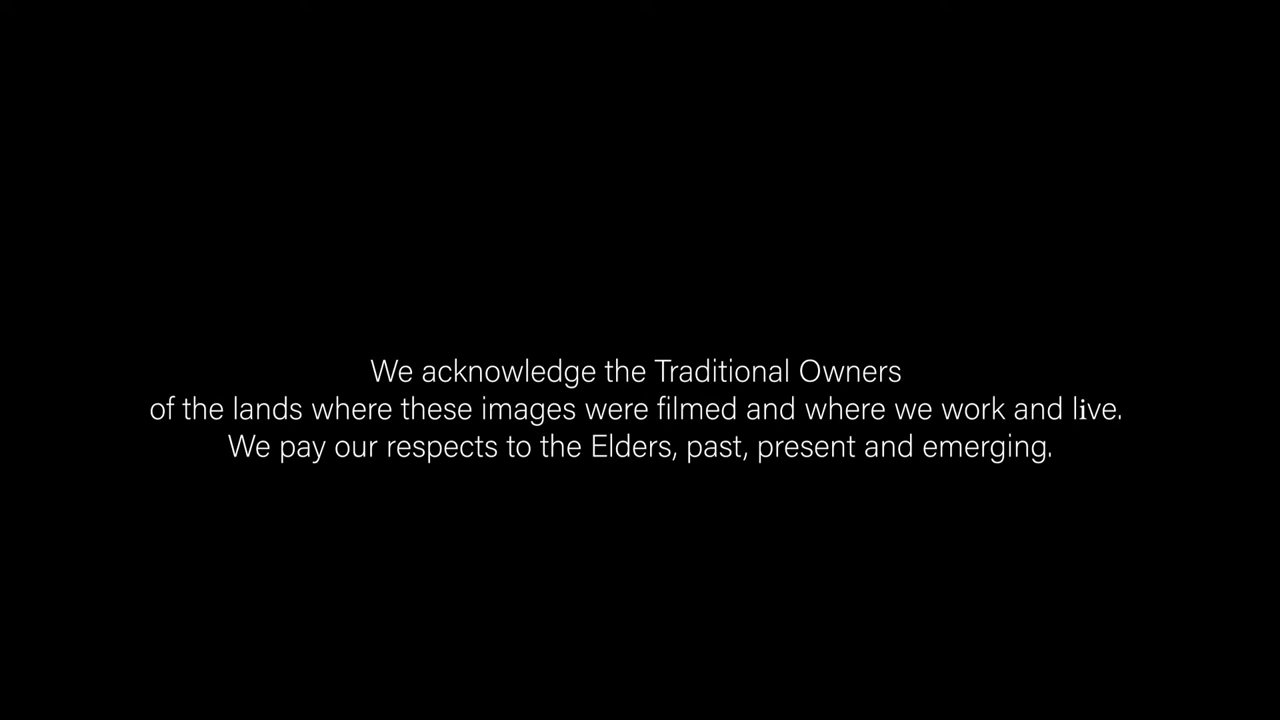 We acknowledge the Traditional Owners
of the lands where these images were filmed and where we work and live.
We pay our respects to the Elders, past, present and emerging.